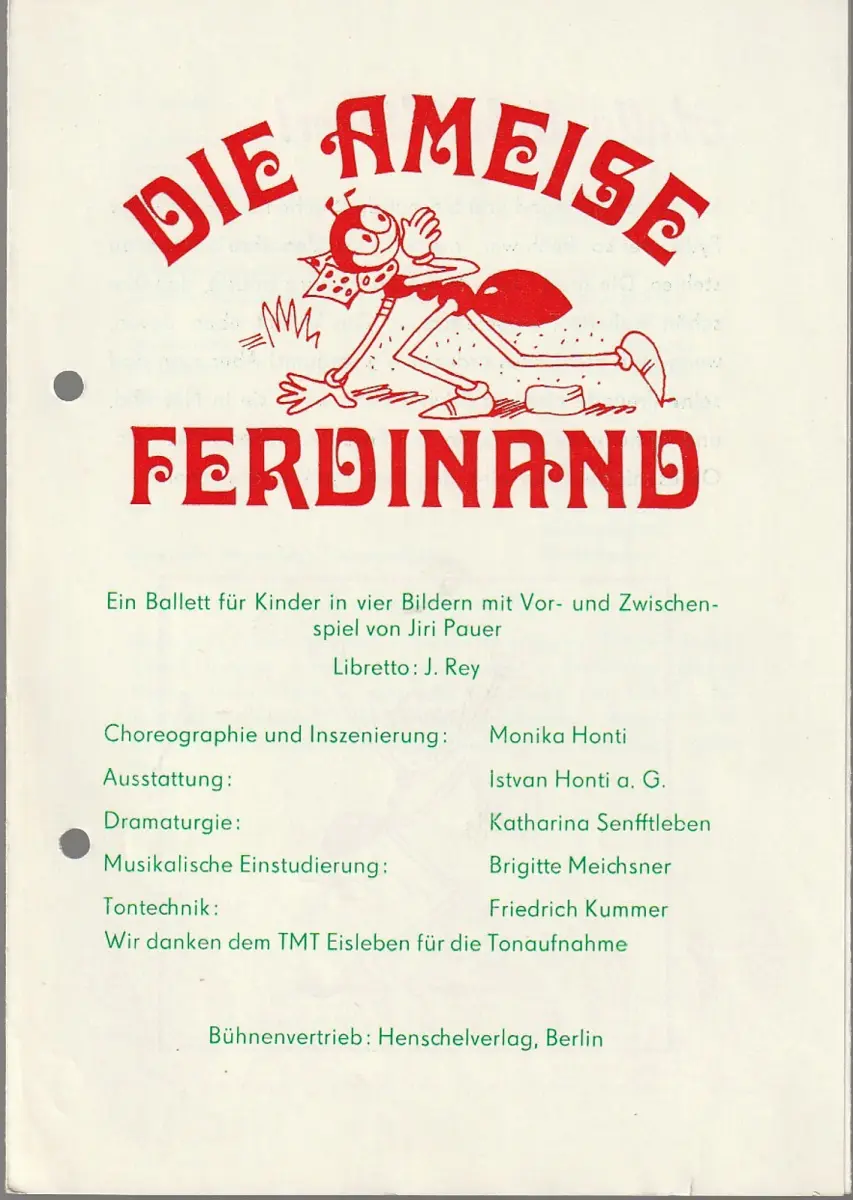 DIE AMEISE
FERDINAND
Ein Ballett für Kinder in vier Bildern mit Vor- und Zwischen-
spiel von Jiri Pauer
Libretto: J. Rey
Choreographie und Inszenierung: Monika Honti
Ausstattung: Istvan Honti a. G.
Dramaturgie: Katharina Senfftleben
Musikalische Einstudierung: Brigitte Meichsner
Tontechnik: Friedrich Kummer
Wir danken dem TMT Eisleben für die Tonaufnahme
Bühnenvertrieb: Henschelverlag, Berlin